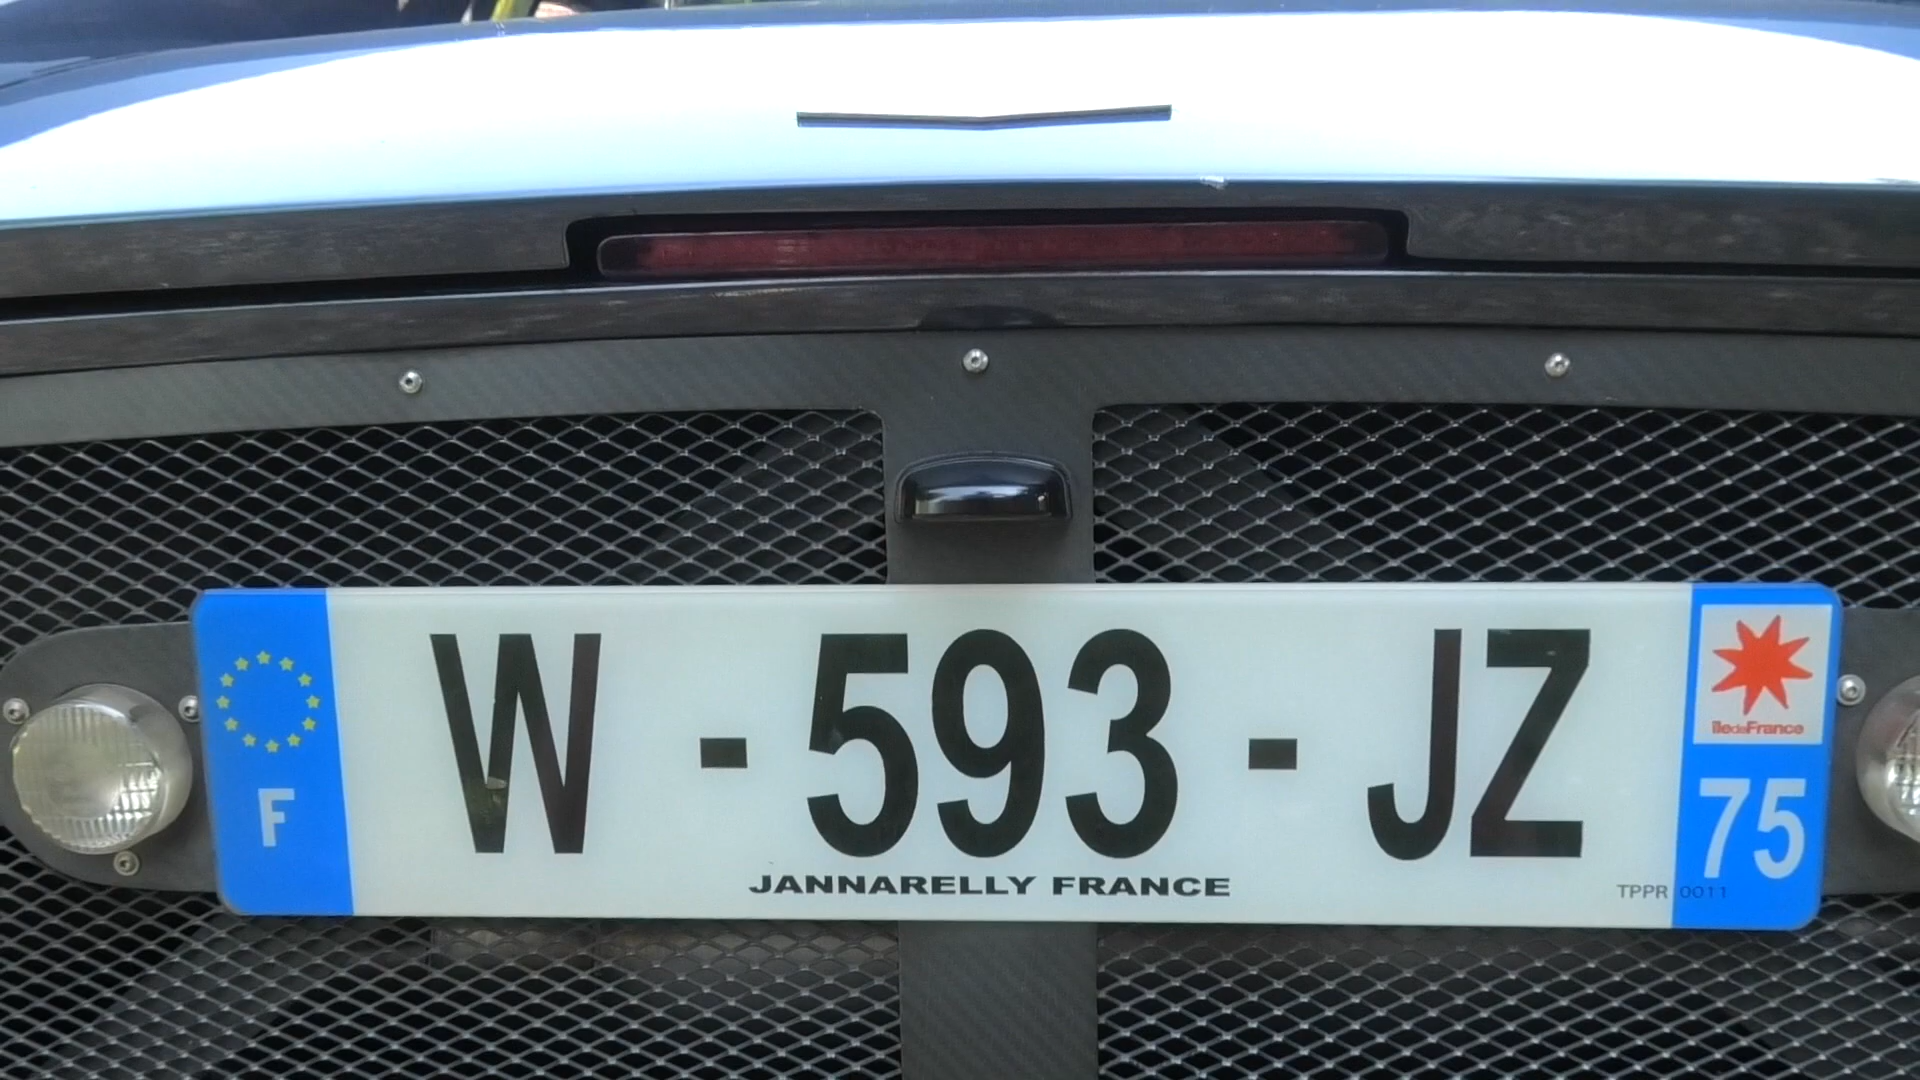 F
W - 593 - JZ
îledeFrance
75
JANNARELLY FRANCE
TPPR 0011